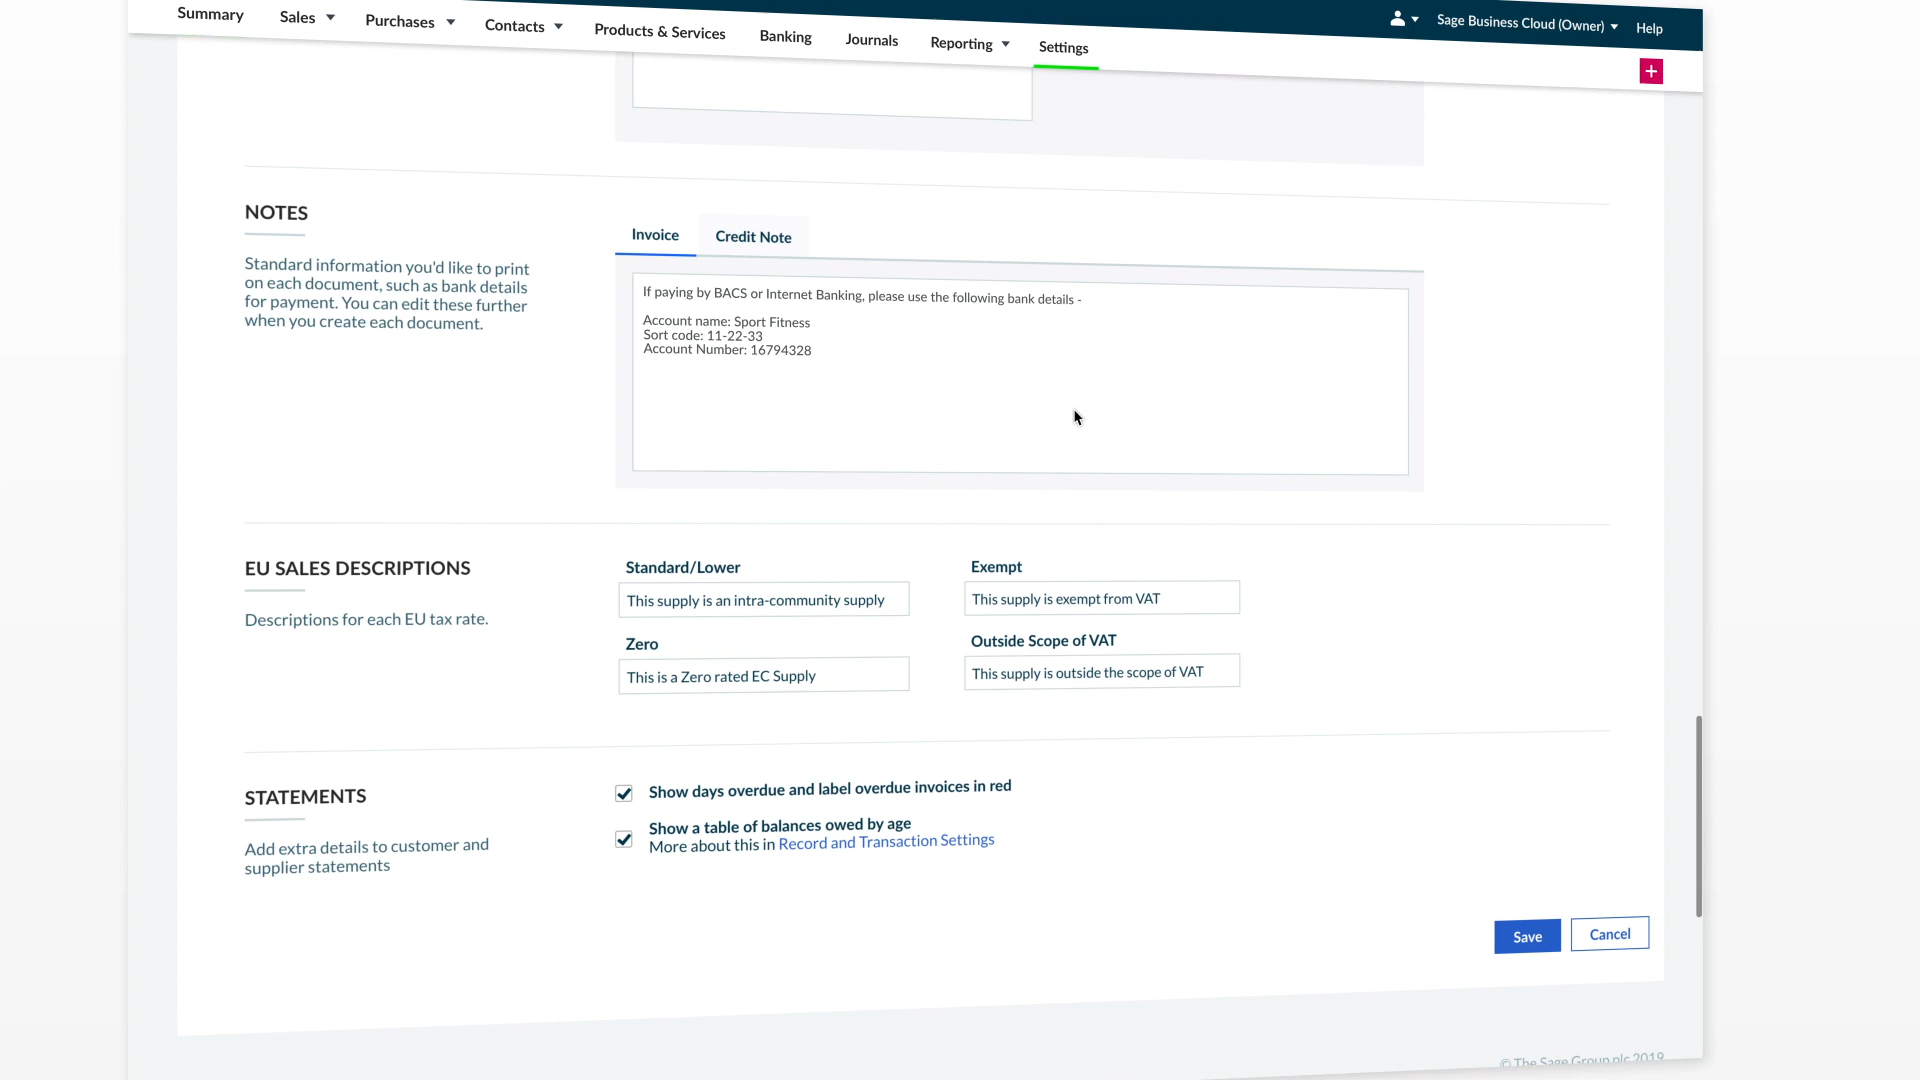 Summary Sales Purchases Contacts Products & Services Banking Journals Reporting Settings
Sage Business Cloud (Owner) Help
+
NOTES
Standard information you'd like to print
on each document, such as bank details
for payment. You can edit these further
when you create each document.
Invoice Credit Note
If paying by BACS or Internet Banking, please use the following bank details -
Account name: Sport Fitness
Sort code: 11-22-33
Account Number: 16794328
EU SALES DESCRIPTIONS
Descriptions for each EU tax rate.
Standard/Lower
This supply is an intra-community supply
Exempt
This supply is exempt from VAT
Zero
This is a Zero rated EC Supply
Outside Scope of VAT
This supply is outside the scope of VAT
STATEMENTS
Add extra details to customer and
supplier statements
Show days overdue and label overdue invoices in red
Show a table of balances owed by age
More about this in Record and Transaction Settings
Save Cancel
© The Sage Group plc 2019